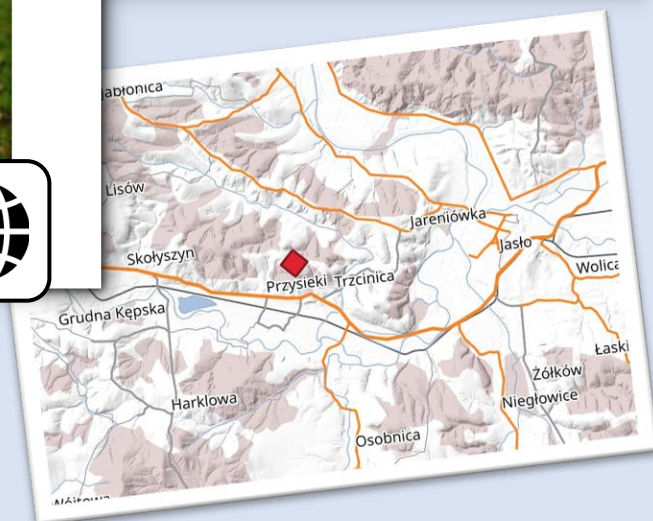 Jabłonica
Lisów
Jareniówka
Skołyszyn
Jasło
Wolica
Przysieki
Trzcinica
Grudna Kępska
Łaski
Żółków
Harklowa
Niegłowice
Osobnica